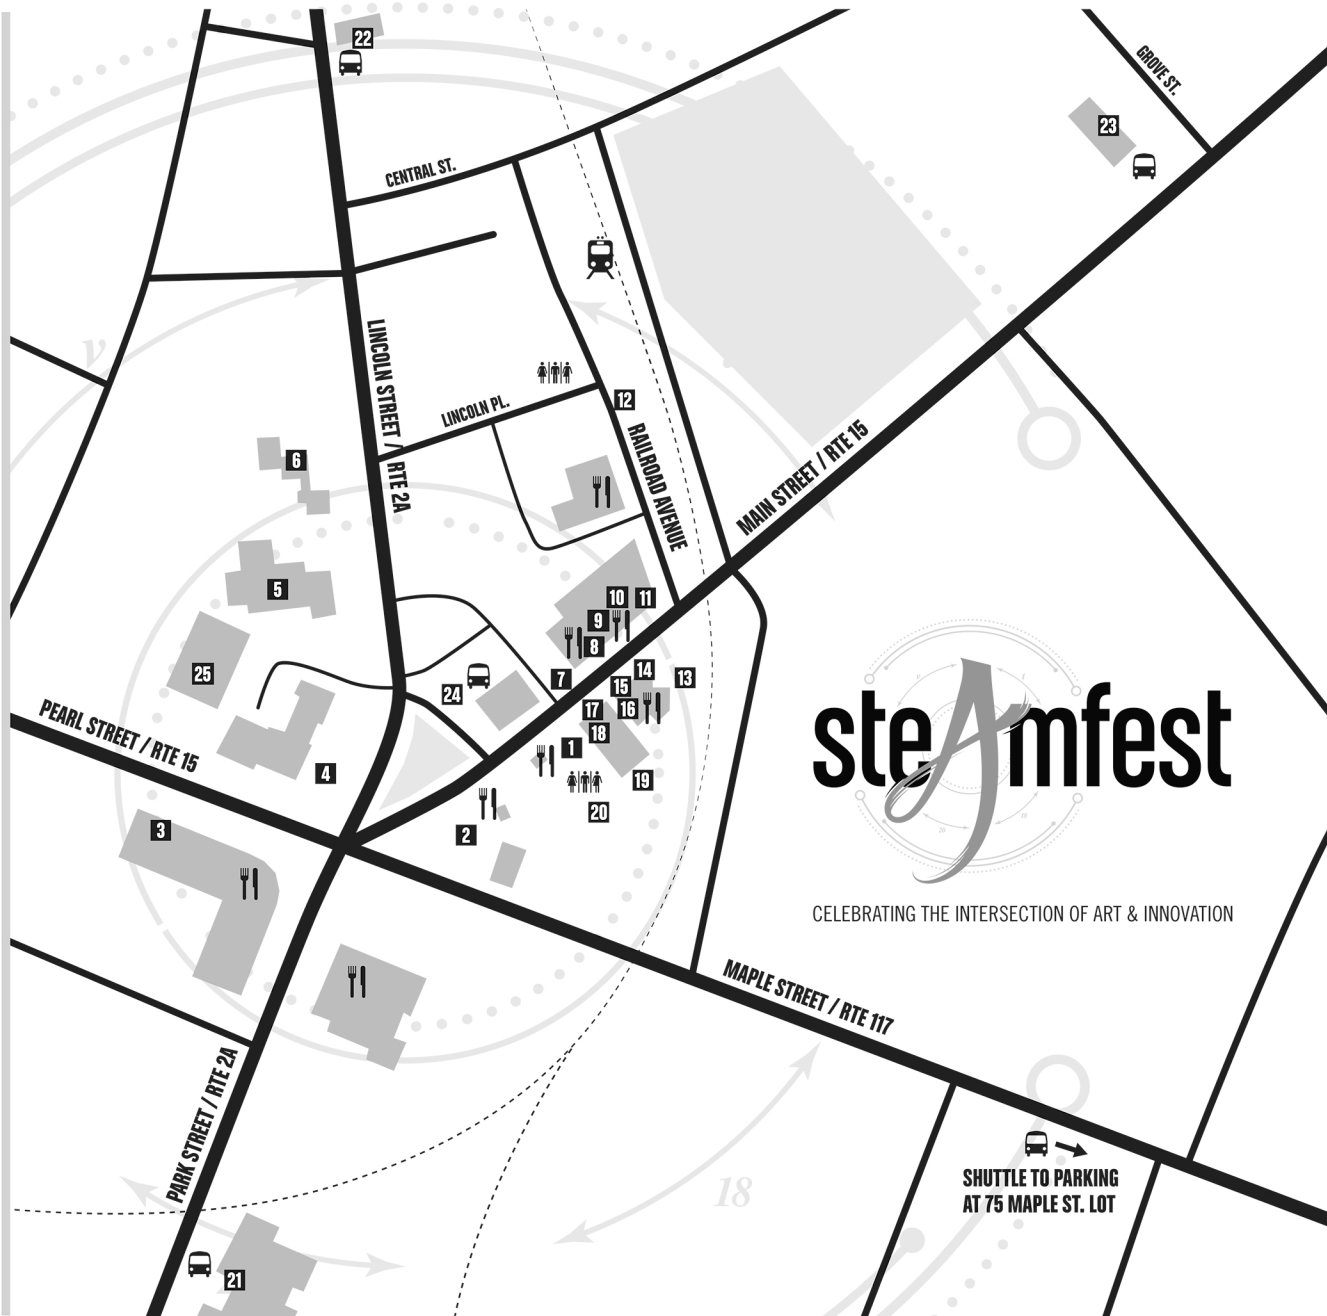 22
GROVE ST.
23
CENTRAL ST.
LINCOLN STREET / RTE 2A
v
12
LINCOLN PL.
RAILROAD AVENUE
MAIN STREET / RTE 15
6
5
10
11
9
8
25
7
14
13
15
24
17
16
18
1
PEARL STREET / RTE 15
4
19
20
3
2
steAmfest
CELEBRATING THE INTERSECTION OF ART & INNOVATION
MAPLE STREET / RTE 117
PARK STREET / RTE 2A
18
SHUTTLE TO PARKING
AT 75 MAPLE ST. LOT
21